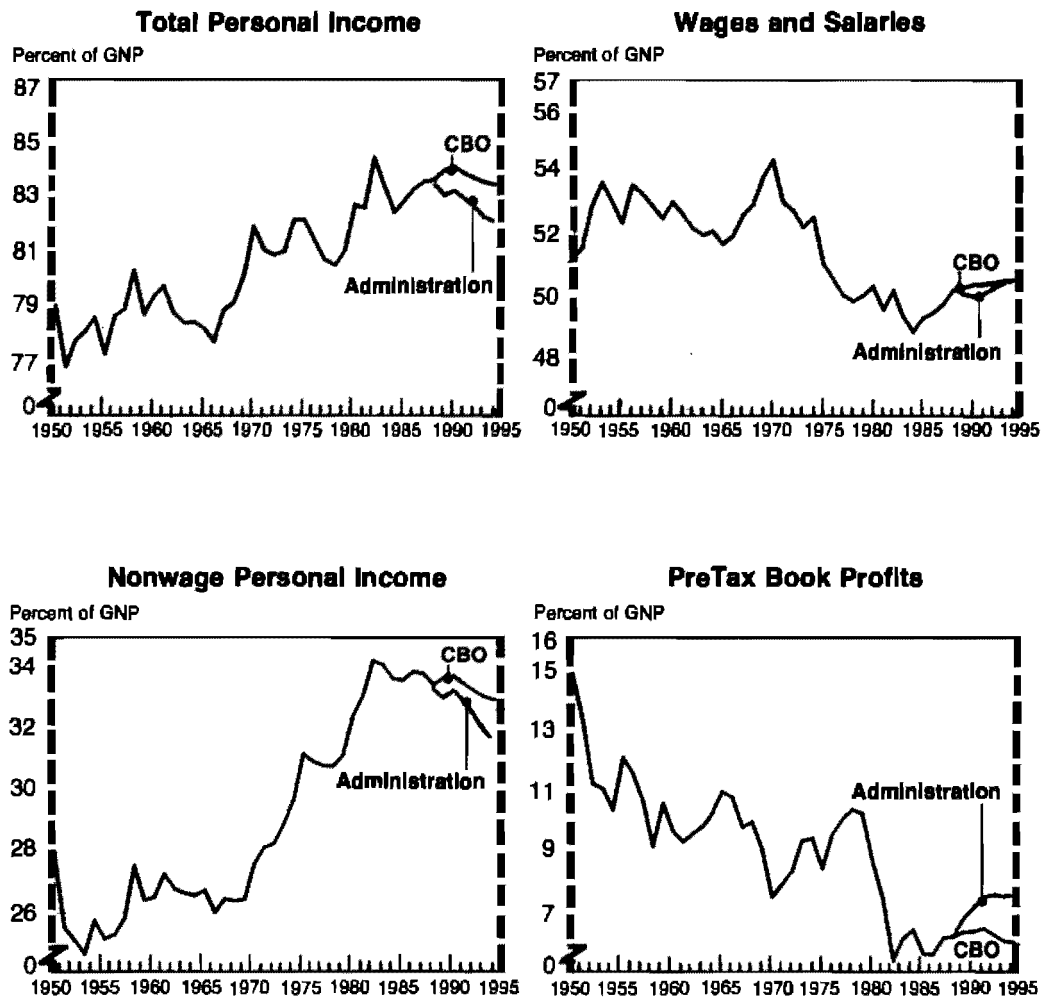 Total Personal Income
Percent of GNP
87
85
83
81
79
77
0
CBO
Administration
1950 1955 1960 1965 1970 1975 1980 1985 1990 1995
Wages and Salaries
Percent of GNP
57
56
54
52
50
48
0
CBO
Administration
1950 1955 1960 1965 1970 1975 1980 1985 1990 1995
Nonwage Personal Income
Percent of GNP
35
34
32
30
28
26
0
CBO
Administration
1950 1955 1960 1965 1970 1975 1980 1985 1990 1995
PreTax Book Profits
Percent of GNP
16
15
13
11
9
7
0
Administration
CBO
1950 1955 1960 1965 1970 1975 1980 1985 1990 1995